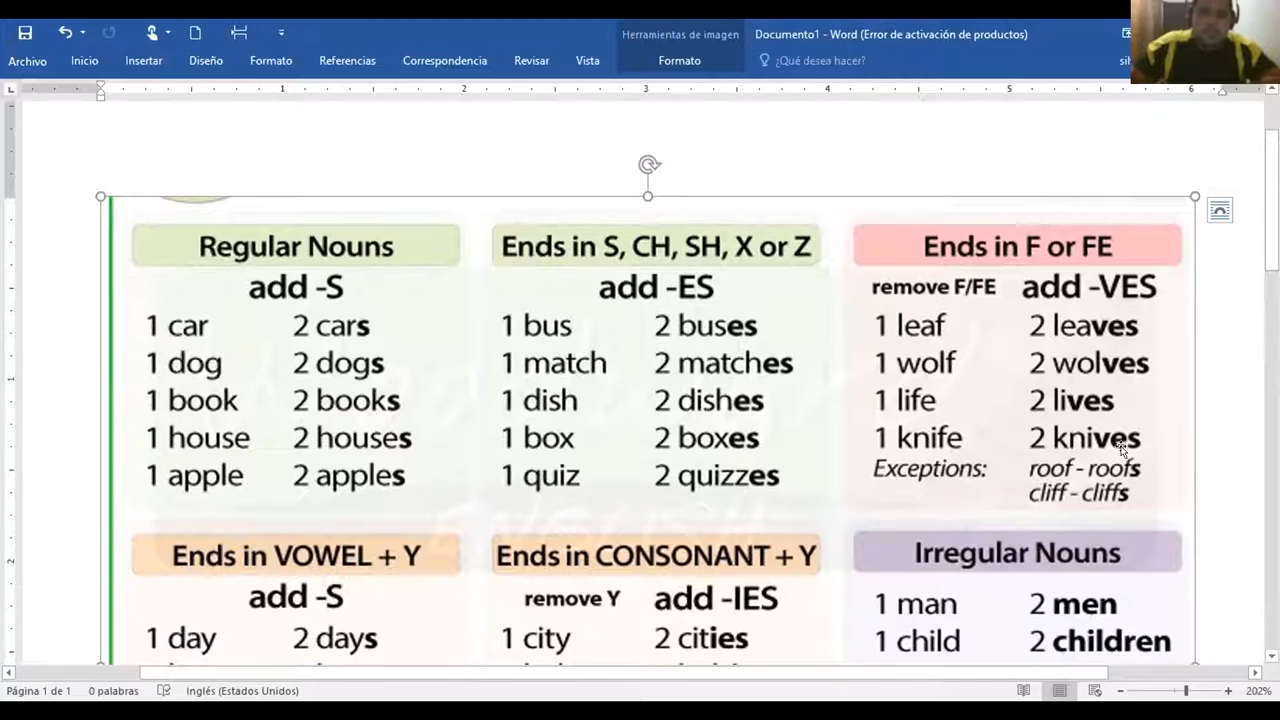 Herramientas de imagen
Documento1 - Word (Error de activación de productos)
Archivo Inicio Insertar Diseño Formato Referencias Correspondencia Revisar Vista Formato ¿Qué desea hacer?
1 2 3 4 5 6
Regular Nouns
add -S
1 car 2 cars
1 dog 2 dogs
1 book 2 books
1 house 2 houses
1 apple 2 apples
Ends in S, CH, SH, X or Z
add -ES
1 bus 2 buses
1 match 2 matches
1 dish 2 dishes
1 box 2 boxes
1 quiz 2 quizzes
Ends in F or FE
remove F/FE add -VES
1 leaf 2 leaves
1 wolf 2 wolves
1 life 2 lives
1 knife 2 knives
Exceptions: roof - roofs
cliff - cliffs
Ends in VOWEL + Y
add -S
1 day 2 days
Ends in CONSONANT + Y
remove Y add -IES
1 city 2 cities
Irregular Nouns
1 man 2 men
1 child 2 children
Página 1 de 1 0 palabras Inglés (Estados Unidos) 202%